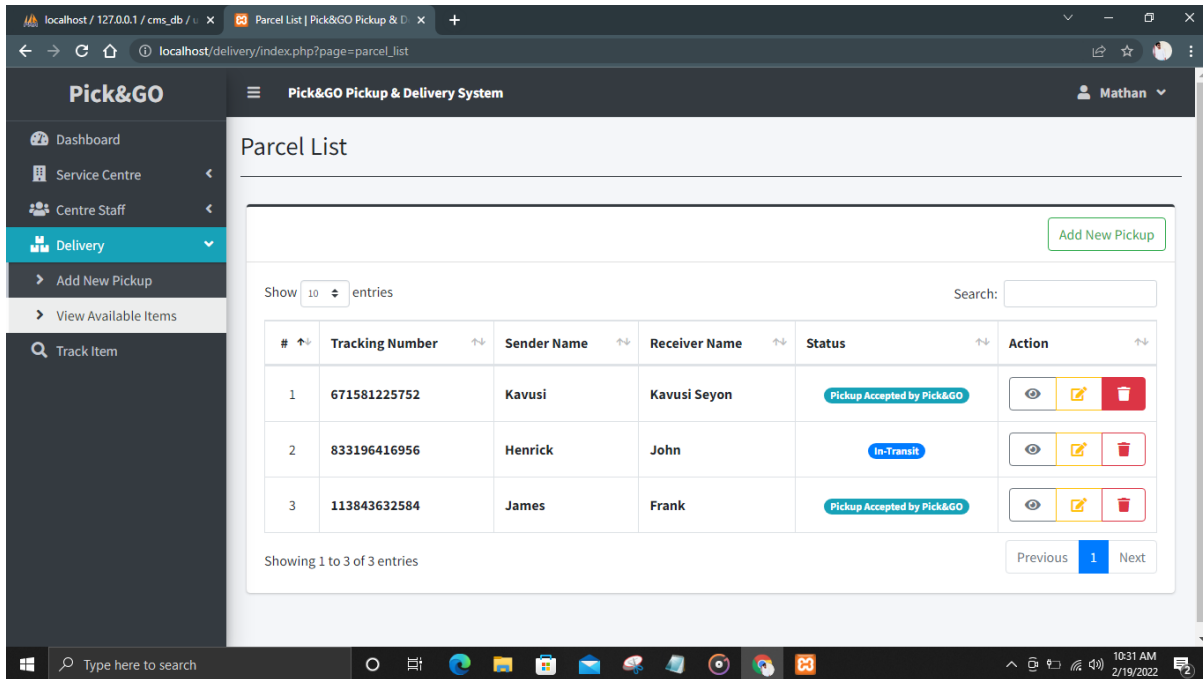 localhost / 127.0.0.1 / cms_db / u
Parcel List | Pick&GO Pickup & D
localhost/delivery/index.php?page=parcel_list
Pick&GO
Pick&GO Pickup & Delivery System
Mathan
Dashboard
Service Centre
Centre Staff
Delivery
Add New Pickup
View Available Items
Track Item
Parcel List
Add New Pickup
Show 10 entries
Search:
# Tracking Number Sender Name Receiver Name Status Action
1 671581225752 Kavusi Kavusi Seyon Pickup Accepted by Pick&GO
2 833196416956 Henrick John In-Transit
3 113843632584 James Frank Pickup Accepted by Pick&GO
Showing 1 to 3 of 3 entries
Previous 1 Next
Type here to search
10:31 AM
2/19/2022
2